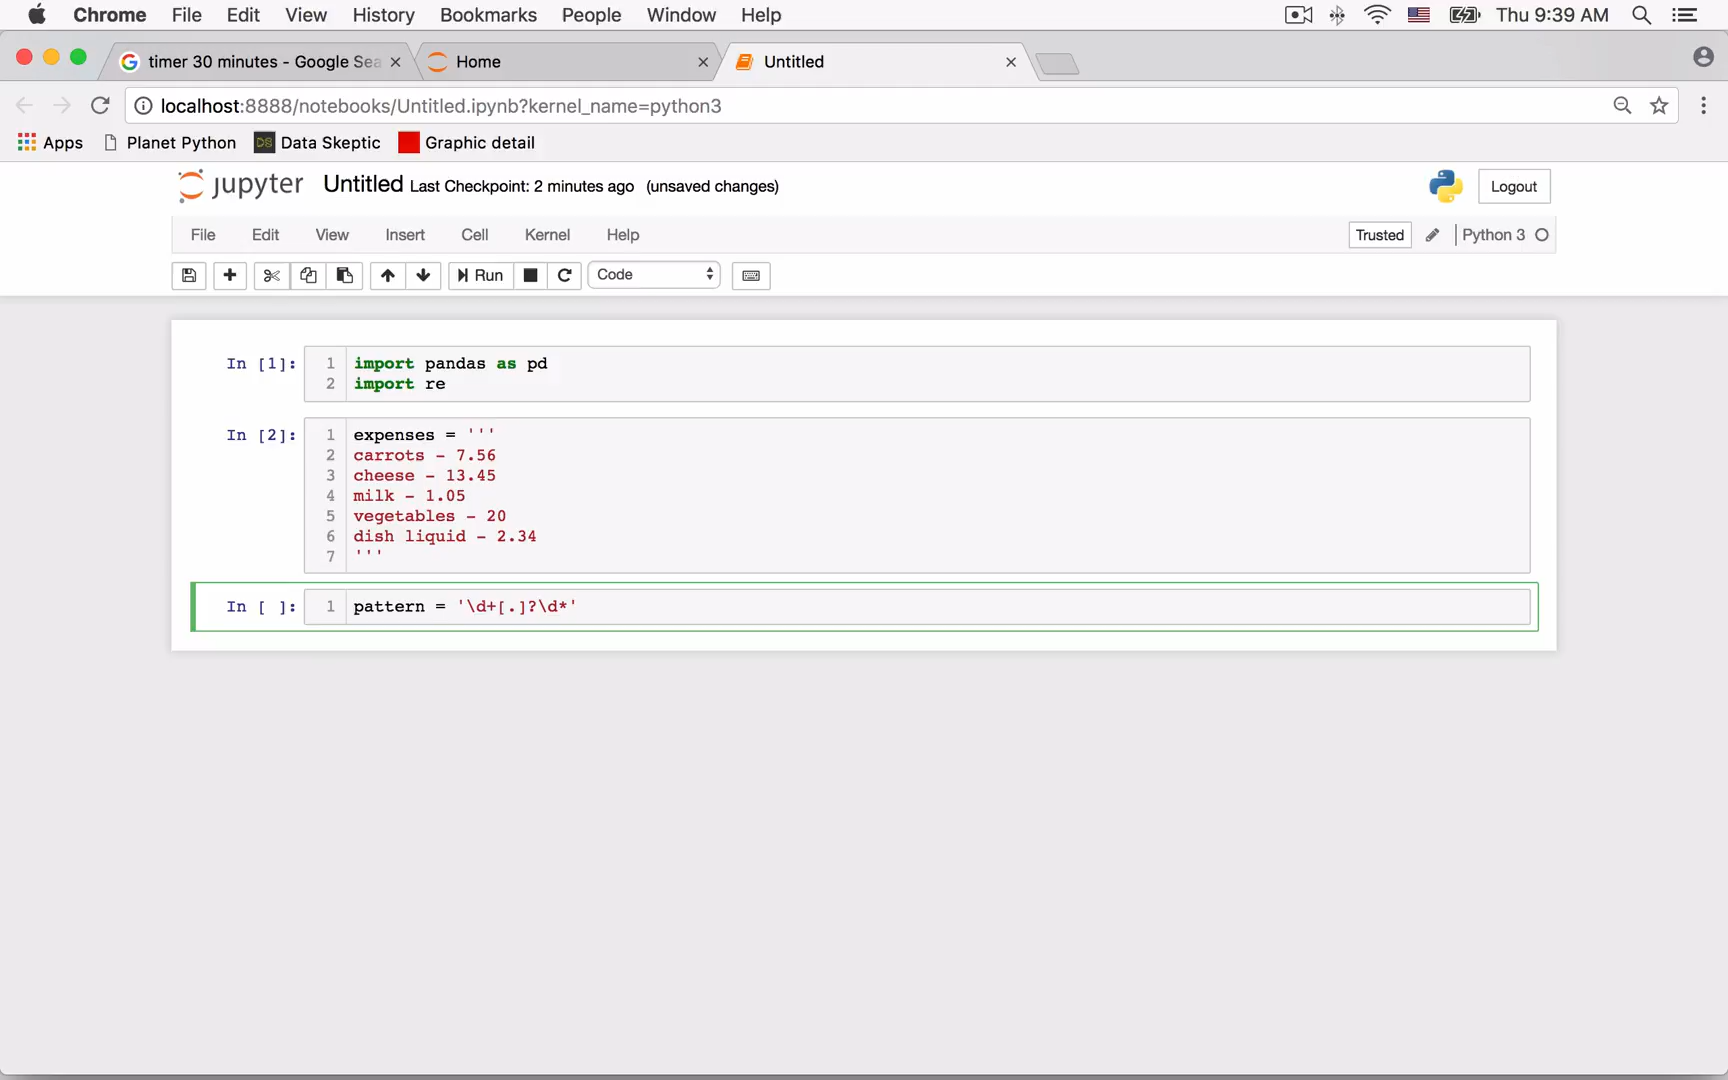 Chrome File Edit View History Bookmarks People Window Help Thu 9:39 AM
timer 30 minutes - Google Sea Home Untitled
localhost:8888/notebooks/Untitled.ipynb?kernel_name=python3
Apps Planet Python DS Data Skeptic Graphic detail
jupyter Untitled Last Checkpoint: 2 minutes ago (unsaved changes) Logout
File Edit View Insert Cell Kernel Help Trusted Python 3
Run Code
In [1]: 1 import pandas as pd
2 import re
In [2]: 1 expenses = '''
2 carrots - 7.56
3 cheese - 13.45
4 milk - 1.05
5 vegetables - 20
6 dish liquid - 2.34
7 '''
In [ ]: 1 pattern = '\d+[.]?\d*'